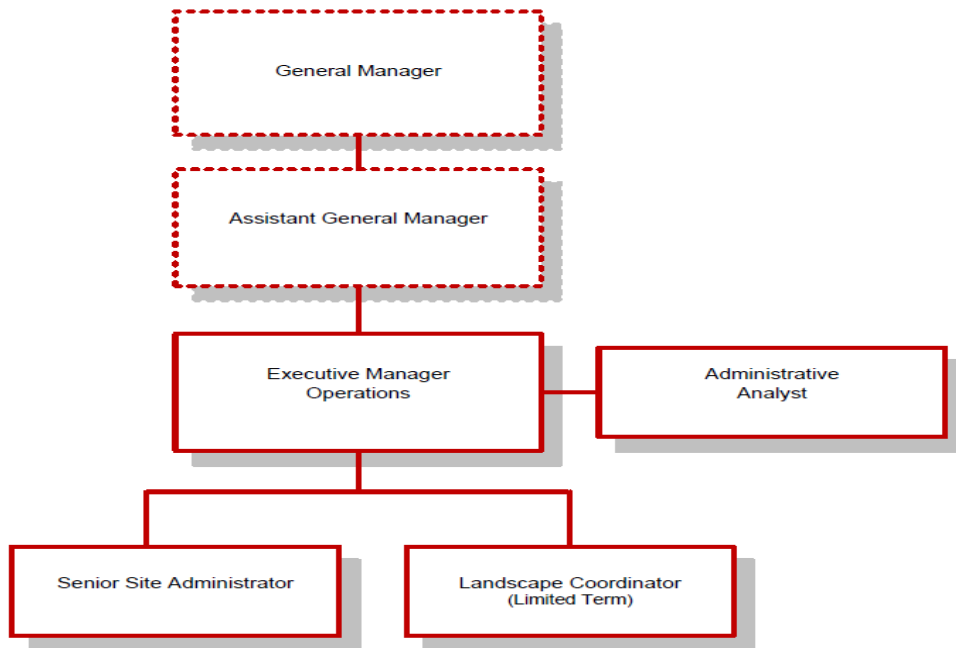 General Manager
Assistant General Manager
Executive Manager
Operations
Administrative
Analyst
Senior Site Administrator
Landscape Coordinator
(Limited Term)